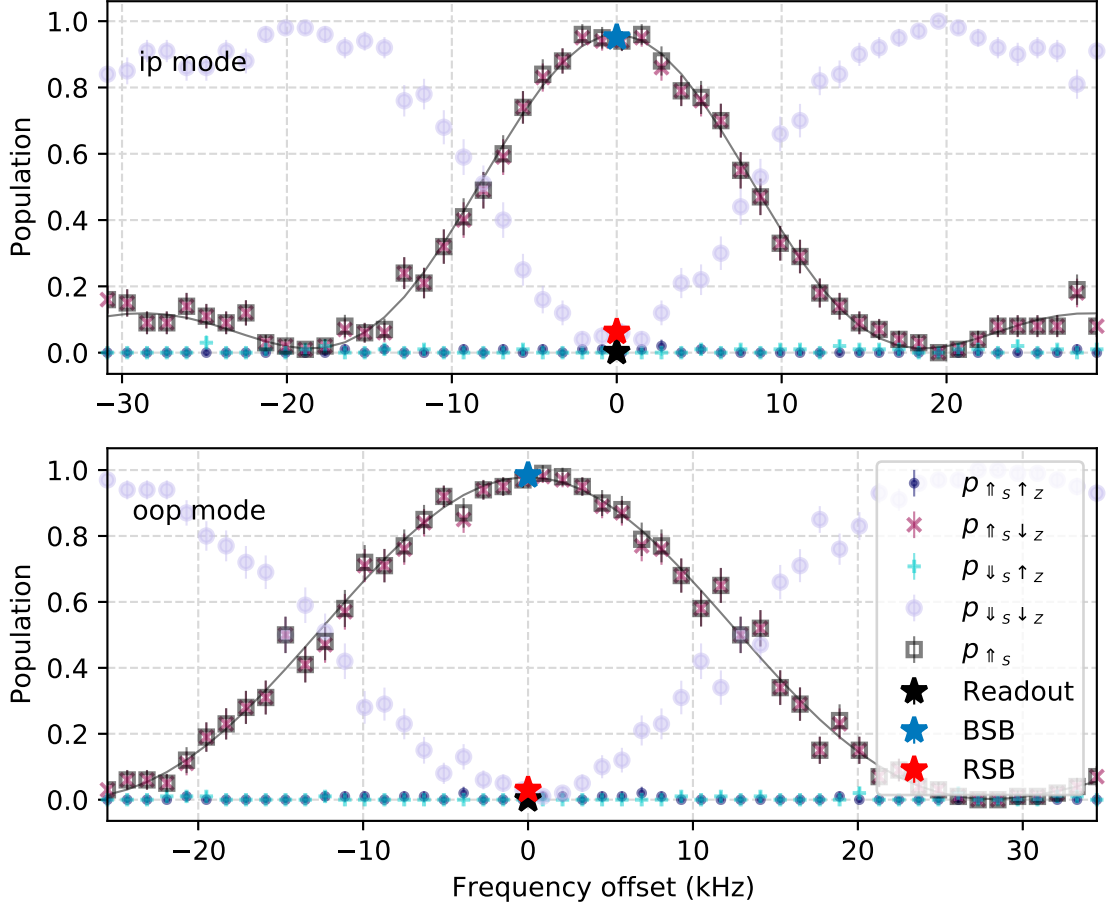 1.0
0.8
0.6
0.4
0.2
0.0
Population
ip mode
−30
−20
−10
0
10
20
1.0
0.8
0.6
0.4
0.2
0.0
Population
oop mode
p⇑S↑Z
p⇑S↓Z
p⇓S↑Z
p⇓S↓Z
p⇑S
Readout
BSB
RSB
−20
−10
0
10
20
30
Frequency offset (kHz)